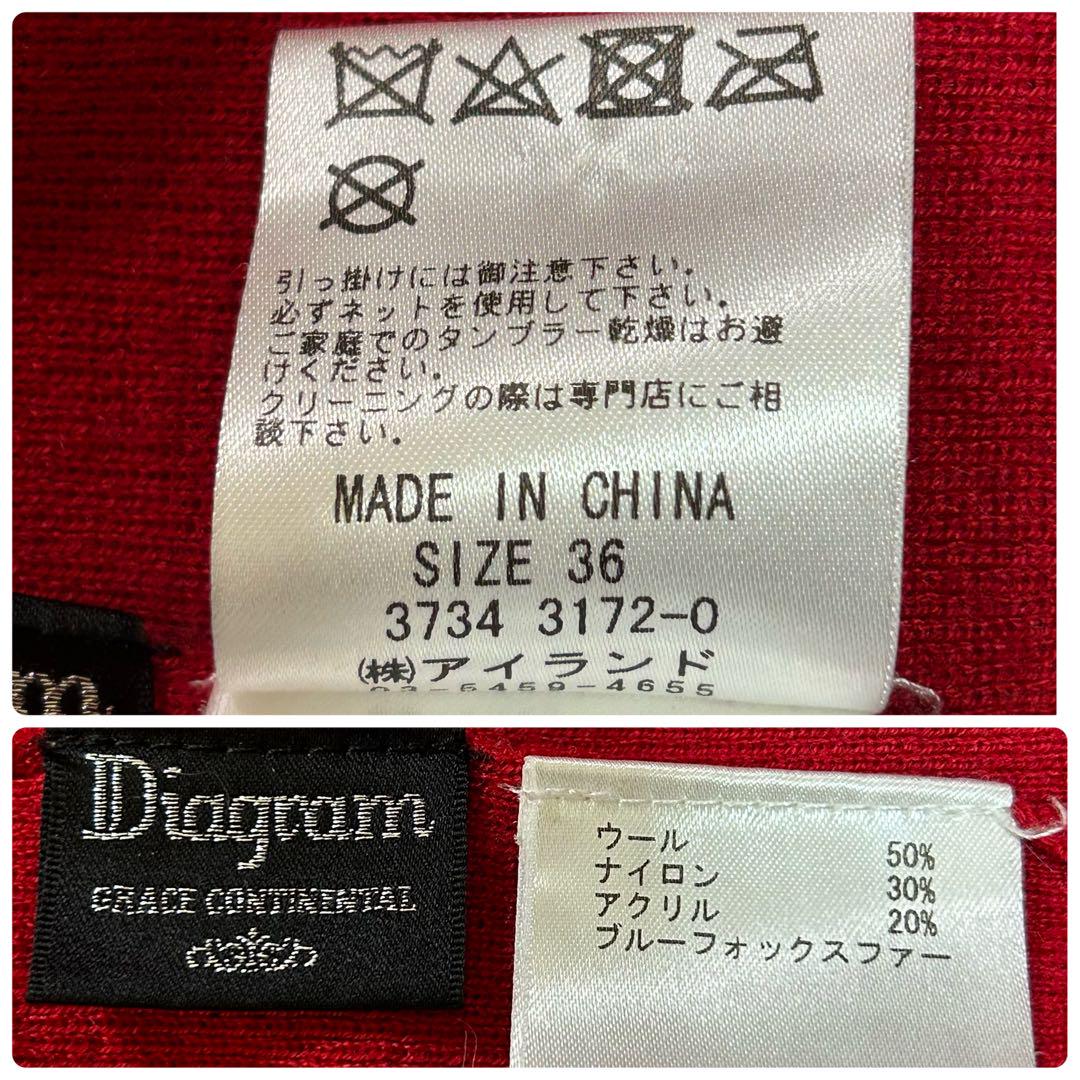 引っ掛けには御注意下さい。
必ずネットを使用して下さい。
ご家庭でのタンブラー乾燥はお避
けください。
クリーニングの際は専門店にご相
談下さい。
MADE IN CHINA
SIZE 36
3734 3172-0
(株)アイランド
03-5459-4655
m
Diagram
GRACE CONTINENTAL
ウール 50%
ナイロン 30%
アクリル 20%
ブルーフォックスファー